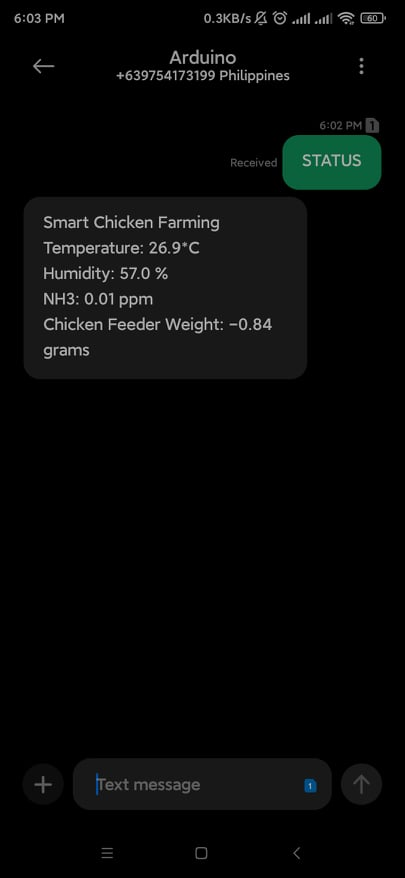 6:03 PM
0.3KB/s
60
Arduino
+639754173199 Philippines
6:02 PM 1
Received
STATUS
Smart Chicken Farming
Temperature: 26.9*C
Humidity: 57.0 %
NH3: 0.01 ppm
Chicken Feeder Weight: -0.84
grams
Text message
1